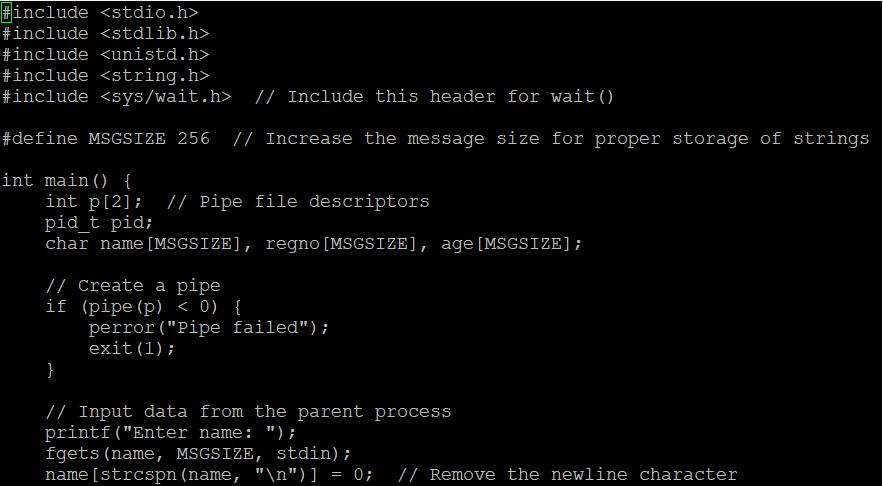 #include <stdio.h>
#include <stdlib.h>
#include <unistd.h>
#include <string.h>
#include <sys/wait.h>  // Include this header for wait()

#define MSGSIZE 256  // Increase the message size for proper storage of strings

int main() {
    int p[2];  // Pipe file descriptors
    pid_t pid;
    char name[MSGSIZE], regno[MSGSIZE], age[MSGSIZE];

    // Create a pipe
    if (pipe(p) < 0) {
        perror("Pipe failed");
        exit(1);
    }

    // Input data from the parent process
    printf("Enter name: ");
    fgets(name, MSGSIZE, stdin);
    name[strcspn(name, "\n")] = 0;  // Remove the newline character